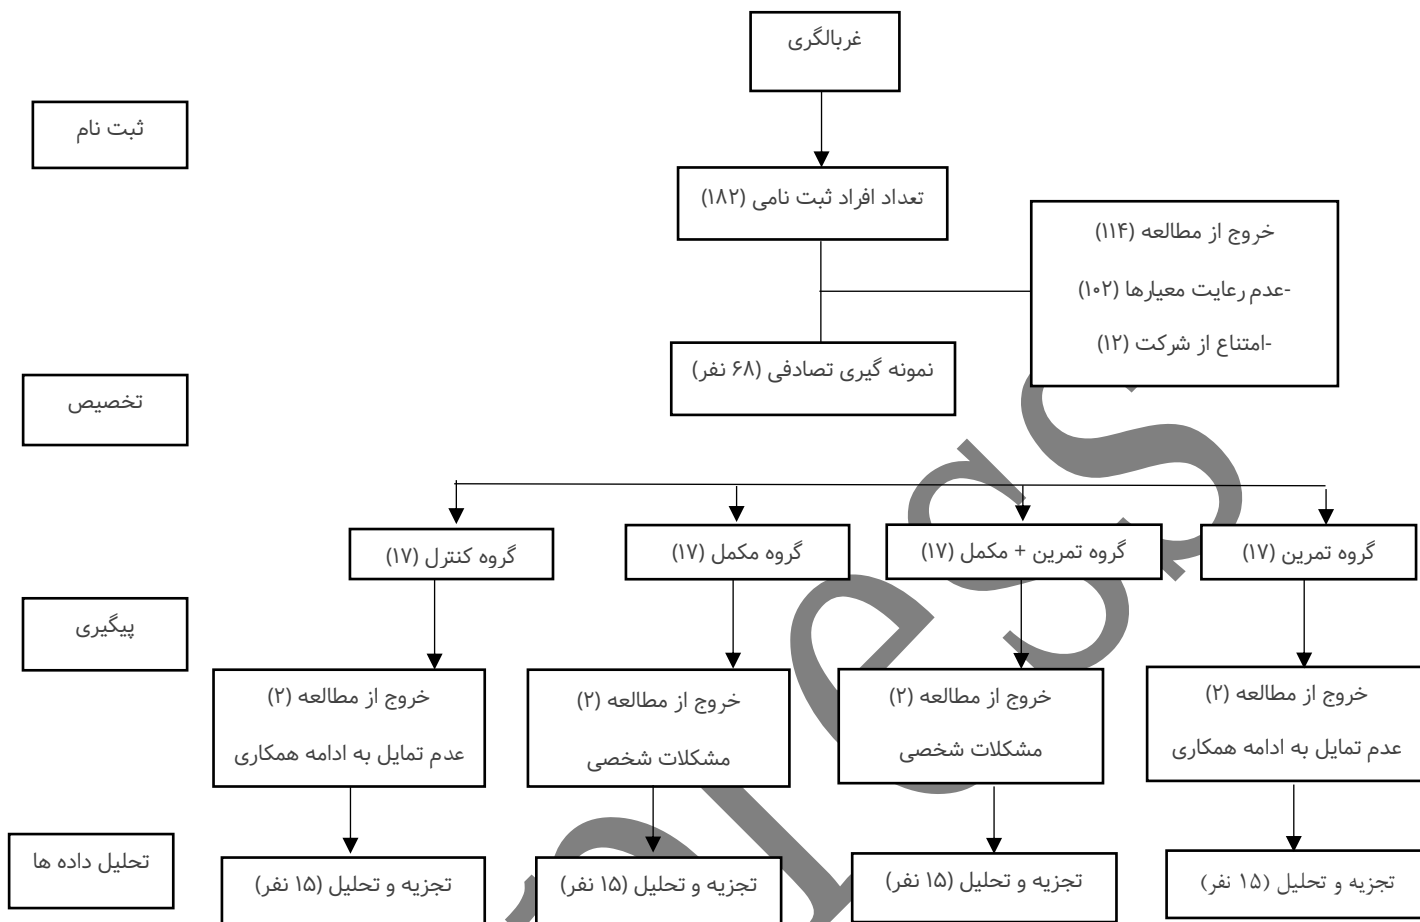 غربالگری
ثبت نام
تعداد افراد ثبت نامی (۱۸۲)
خروج از مطالعه (۱۱۴)
-عدم رعایت معیارها (۱۰۲)
-امتناع از شرکت (۱۲)
نمونه گیری تصادفی (۶۸ نفر)
تخصیص
گروه تمرین (۱۷)
گروه تمرین + مکمل (۱۷)
گروه مکمل (۱۷)
گروه کنترل (۱۷)
پیگیری
خروج از مطالعه (۲)
عدم تمایل به ادامه همکاری
خروج از مطالعه (۲)
مشکلات شخصی
خروج از مطالعه (۲)
مشکلات شخصی
خروج از مطالعه (۲)
عدم تمایل به ادامه همکاری
تحلیل داده ها
تجزیه و تحلیل (۱۵ نفر)
تجزیه و تحلیل (۱۵ نفر)
تجزیه و تحلیل (۱۵ نفر)
تجزیه و تحلیل (۱۵ نفر)